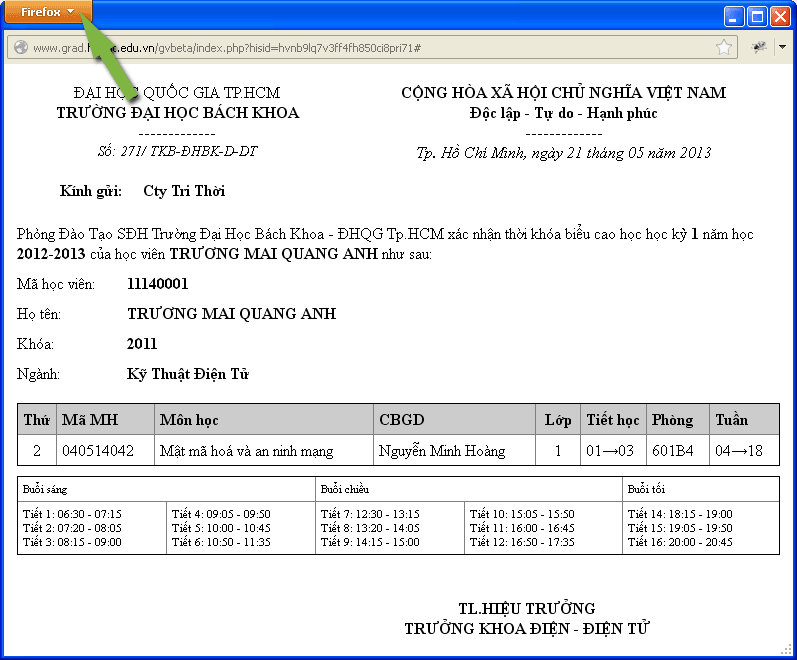 Firefox
www.grad.h edu.vn/gvbeta/index.php?hisid=hvnb9lq7v3ff4fh850ci8pri71#
ĐẠI HỌC QUỐC GIA TP.HCM
TRƯỜNG ĐẠI HỌC BÁCH KHOA
-------------
Số: 271/ TKB-ĐHBK-D-DT
CỘNG HÒA XÃ HỘI CHỦ NGHĨA VIỆT NAM
Độc lập - Tự do - Hạnh phúc
-------------
Tp. Hồ Chí Minh, ngày 21 tháng 05 năm 2013
Kính gửi: Cty Tri Thời
Phòng Đào Tạo SĐH Trường Đại Học Bách Khoa - ĐHQG Tp.HCM xác nhận thời khóa biểu cao học học kỳ 1 năm học
2012-2013 của học viên TRƯƠNG MAI QUANG ANH như sau:
Mã học viên: 11140001
Họ tên: TRƯƠNG MAI QUANG ANH
Khóa: 2011
Ngành: Kỹ Thuật Điện Tử
Thứ Mã MH Môn học CBGD Lớp Tiết học Phòng Tuần
2 040514042 Mật mã hoá và an ninh mạng Nguyễn Minh Hoàng 1 01→03 601B4 04→18
Buổi sáng Buổi chiều Buổi tối
Tiết 1: 06:30 - 07:15 Tiết 4: 09:05 - 09:50 Tiết 7: 12:30 - 13:15 Tiết 10: 15:05 - 15:50 Tiết 14: 18:15 - 19:00
Tiết 2: 07:20 - 08:05 Tiết 5: 10:00 - 10:45 Tiết 8: 13:20 - 14:05 Tiết 11: 16:00 - 16:45 Tiết 15: 19:05 - 19:50
Tiết 3: 08:15 - 09:00 Tiết 6: 10:50 - 11:35 Tiết 9: 14:15 - 15:00 Tiết 12: 16:50 - 17:35 Tiết 16: 20:00 - 20:45
TL.HIỆU TRƯỞNG
TRƯỞNG KHOA ĐIỆN - ĐIỆN TỬ